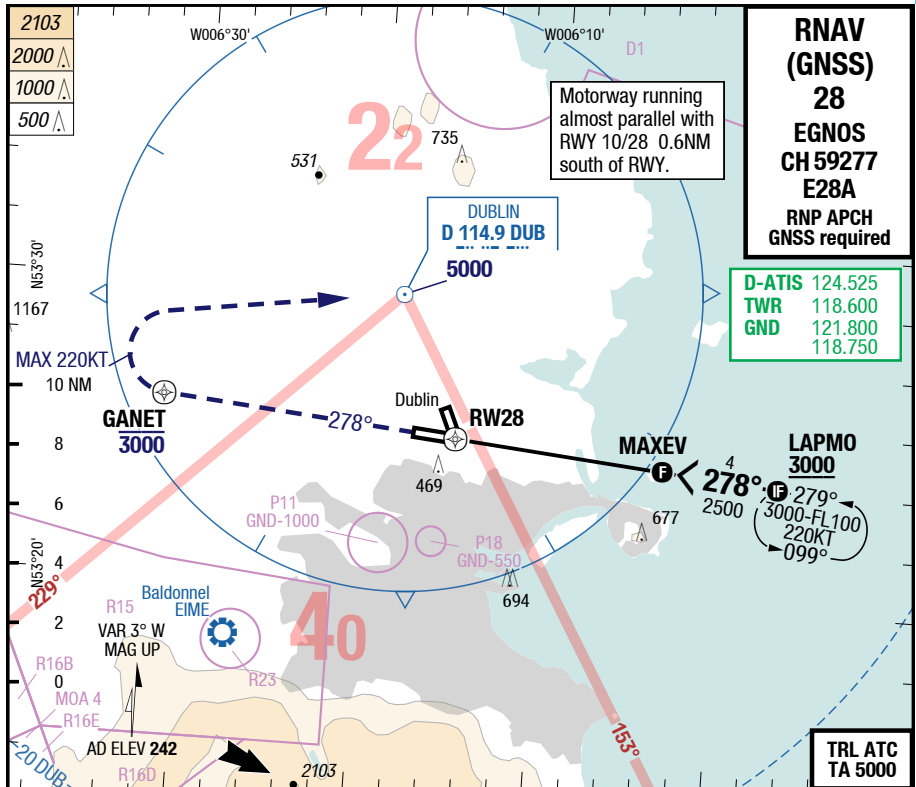 2103
2000
1000
500
W006°30'
W006°10'
D1
RNAV
(GNSS)
28
EGNOS
CH 59277
E28A
RNP APCH
GNSS required
Motorway running
almost parallel with
RWY 10/28 0.6NM
south of RWY.
22
735
531
DUBLIN
D 114.9 DUB
5000
N53°30'
D-ATIS 124.525
TWR 118.600
GND 121.800
118.750
1167
MAX 220KT
10 NM
GANET
3000
278°
Dublin
RW28
MAXEV
F
4
278°
2500
LAPMO
3000
IF
279°
3000-FL100
220KT
099°
8
6
4
2
0
469
677
P11
GND-1000
P18
GND-550
694
N53°20'
229°
R15
Baldonnel
EIME
40
VAR 3° W
MAG UP
R23
R16B
MOA 4
R16E
AD ELEV 242
153°
20 DUB
R16D
2103
TRL ATC
TA 5000